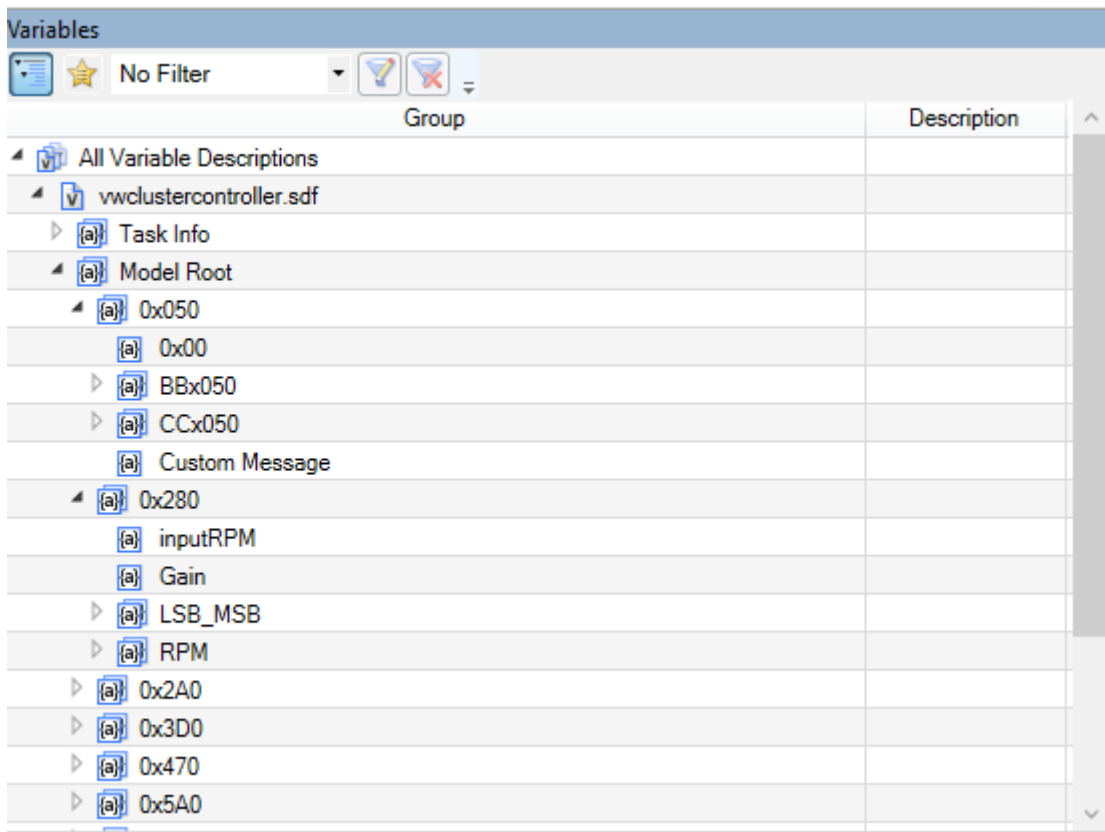 Variables
No Filter
Group Description
All Variable Descriptions
vwclustercontroller.sdf
Task Info
Model Root
0x050
0x00
BBx050
CCx050
Custom Message
0x280
inputRPM
Gain
LSB_MSB
RPM
0x2A0
0x3D0
0x470
0x5A0